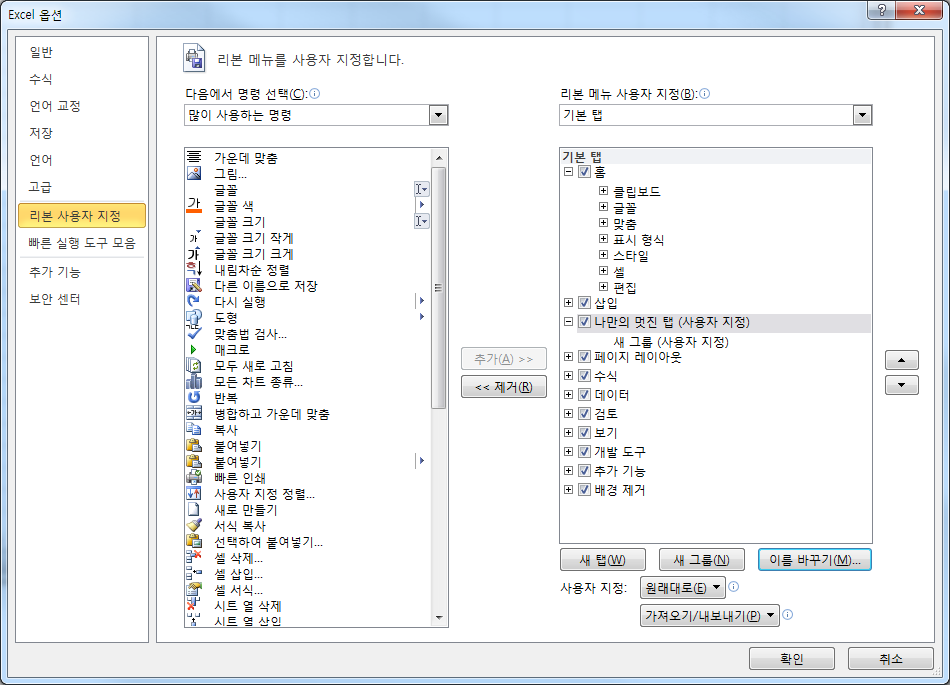 Excel 옵션
일반
수식
언어 교정
저장
언어
고급
리본 사용자 지정
빠른 실행 도구 모음
추가 기능
보안 센터
리본 메뉴를 사용자 지정합니다.
다음에서 명령 선택(C):
많이 사용하는 명령
가운데 맞춤
그림...
글꼴
글꼴 색
글꼴 크기
글꼴 크기 작게
글꼴 크기 크게
내림차순 정렬
다른 이름으로 저장
다시 실행
도형
맞춤법 검사...
매크로
모두 새로 고침
모든 차트 종류...
반복
병합하고 가운데 맞춤
복사
붙여넣기
붙여넣기
빠른 인쇄
사용자 지정 정렬...
새로 만들기
서식 복사
선택하여 붙여넣기...
셀 삭제...
셀 삽입...
셀 서식...
시트 열 삭제
시트 열 삽입
추가(A) >>
<< 제거(R)
리본 메뉴 사용자 지정(B):
기본 탭
기본 탭
홈
클립보드
글꼴
맞춤
표시 형식
스타일
셀
편집
삽입
나만의 멋진 탭 (사용자 지정)
새 그룹 (사용자 지정)
페이지 레이아웃
수식
데이터
검토
보기
개발 도구
추가 기능
배경 제거
새 탭(W)
새 그룹(N)
이름 바꾸기(M)...
사용자 지정:
원래대로(E)
가져오기/내보내기(P)
확인
취소